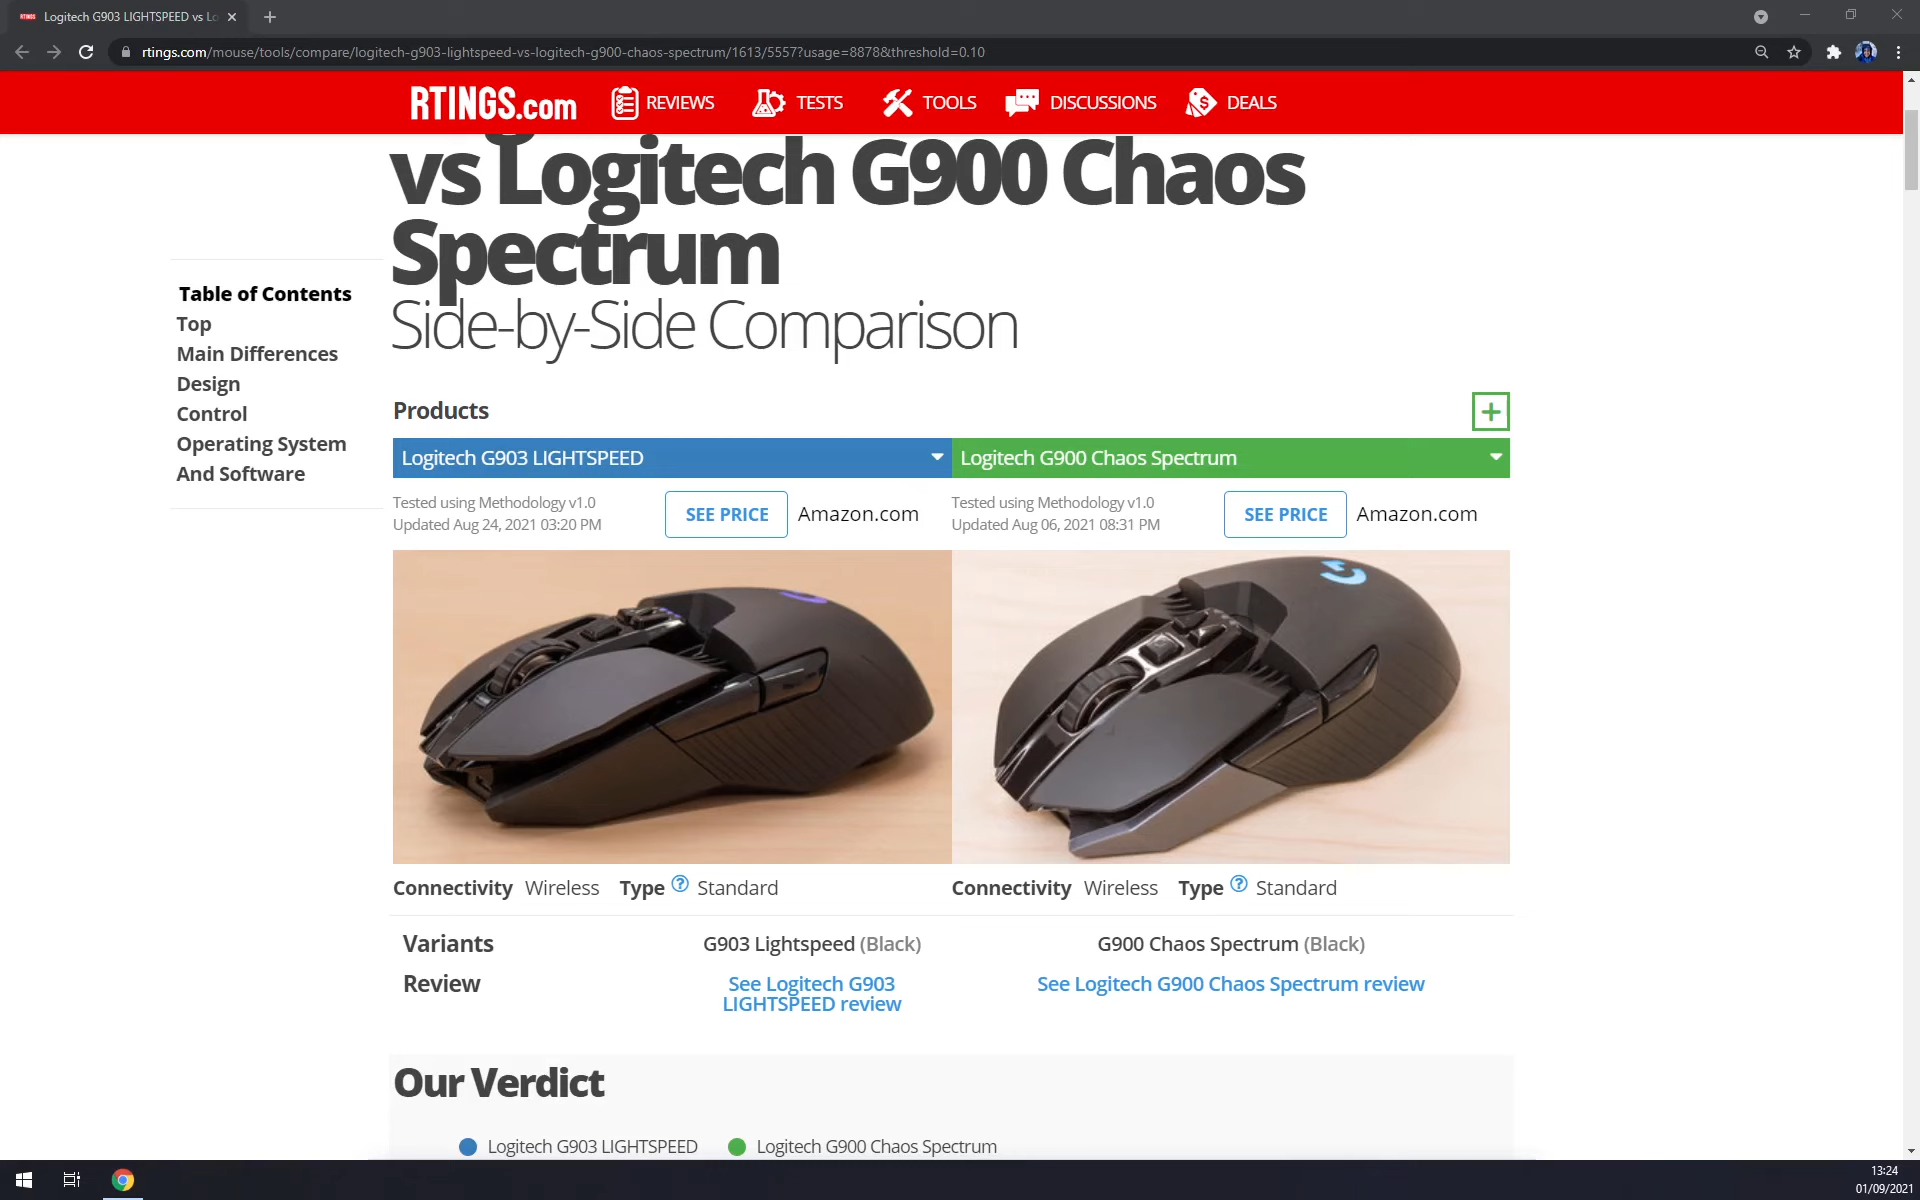 Logitech G903 LIGHTSPEED vs Lo
rtings.com/mouse/tools/compare/logitech-g903-lightspeed-vs-logitech-g900-chaos-spectrum/1613/5557?usage=8878&threshold=0.10
RTINGS.com REVIEWS TESTS TOOLS DISCUSSIONS DEALS
vs Logitech G900 Chaos
Spectrum
Side-by-Side Comparison
Table of Contents
Top
Main Differences
Design
Control
Operating System
And Software
Products
Logitech G903 LIGHTSPEED Logitech G900 Chaos Spectrum
Tested using Methodology v1.0
Updated Aug 24, 2021 03:20 PM
SEE PRICE Amazon.com
Tested using Methodology v1.0
Updated Aug 06, 2021 08:31 PM
SEE PRICE Amazon.com
Connectivity Wireless Type ? Standard Connectivity Wireless Type ? Standard
Variants G903 Lightspeed (Black) G900 Chaos Spectrum (Black)
Review See Logitech G903 See Logitech G900 Chaos Spectrum review
LIGHTSPEED review
Our Verdict
Logitech G903 LIGHTSPEED Logitech G900 Chaos Spectrum
13:24
01/09/2021